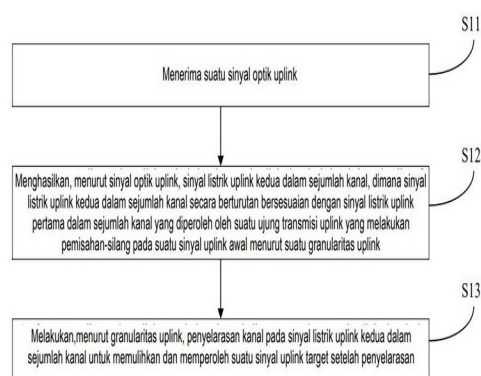 S11
Menerima suatu sinyal optik uplink
S12
Menghasilkan, menurut sinyal optik uplink, sinyal listrik uplink kedua dalam sejumlah kanal, dimana sinyal
listrik uplink kedua dalam sejumlah kanal secara berturutan bersesuaian dengan sinyal listrik uplink
pertama dalam sejumlah kanal yang diperoleh oleh suatu ujung transmisi uplink yang melakukan
pemisahan-silang pada suatu sinyal uplink awal menurut suatu granularitas uplink
S13
Melakukan,menurut granularitas uplink, penyelarasan kanal pada sinyal listrik uplink kedua dalam
sejumlah kanal untuk memulihkan dan memperoleh suatu sinyal uplink target setelah penyelarasan